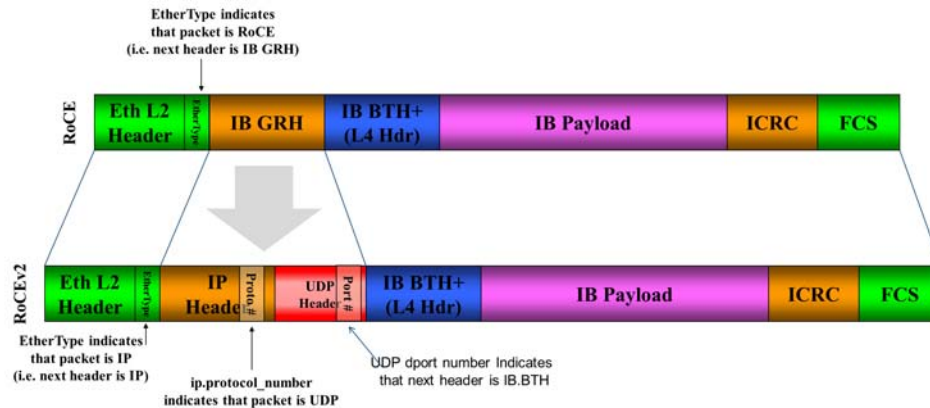 EtherType indicates
that packet is RoCE
(i.e. next header is IB GRH)
RoCE
Eth L2
Header
EtherType
IB GRH
IB BTH+
(L4 Hdr)
IB Payload
ICRC
FCS
RoCEv2
Eth L2
Header
EtherType
IP
Header
Proto.#
UDP
Header
Port #
IB BTH+
(L4 Hdr)
IB Payload
ICRC
FCS
EtherType indicates
that packet is IP
(i.e. next header is IP)
ip.protocol_number
indicates that packet is UDP
UDP dport number Indicates
that next header is IB.BTH